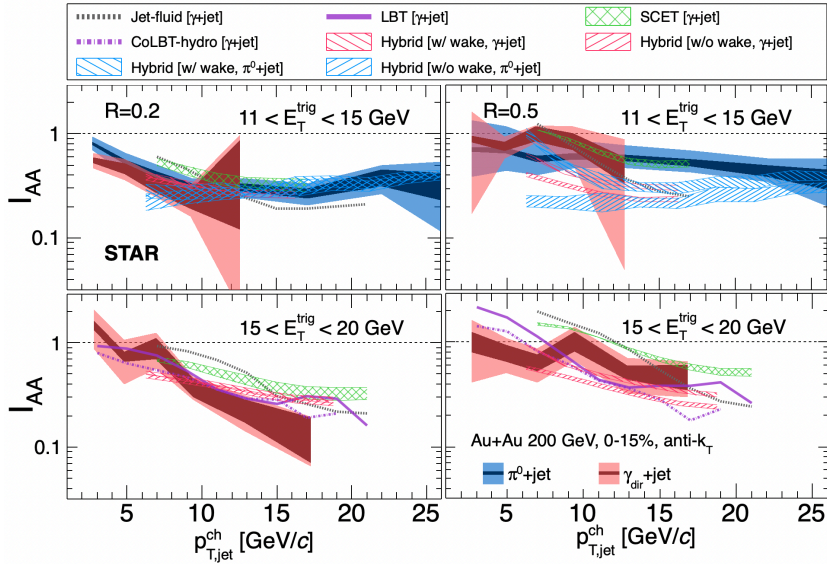 Jet-fluid [γ+jet] LBT [γ+jet] SCET [γ+jet]
CoLBT-hydro [γ+jet] Hybrid [w/ wake, γ+jet] Hybrid [w/o wake, γ+jet]
Hybrid [w/ wake, π⁰+jet] Hybrid [w/o wake, π⁰+jet]
R=0.2 11 < E_T^trig < 15 GeV
R=0.5 11 < E_T^trig < 15 GeV
1
I_AA
0.1
STAR
15 < E_T^trig < 20 GeV
15 < E_T^trig < 20 GeV
1
I_AA
0.1
Au+Au 200 GeV, 0-15%, anti-k_T
π⁰+jet γ_dir+jet
5 10 15 20 25
5 10 15 20 25
p_T,jet^ch [GeV/c]
p_T,jet^ch [GeV/c]